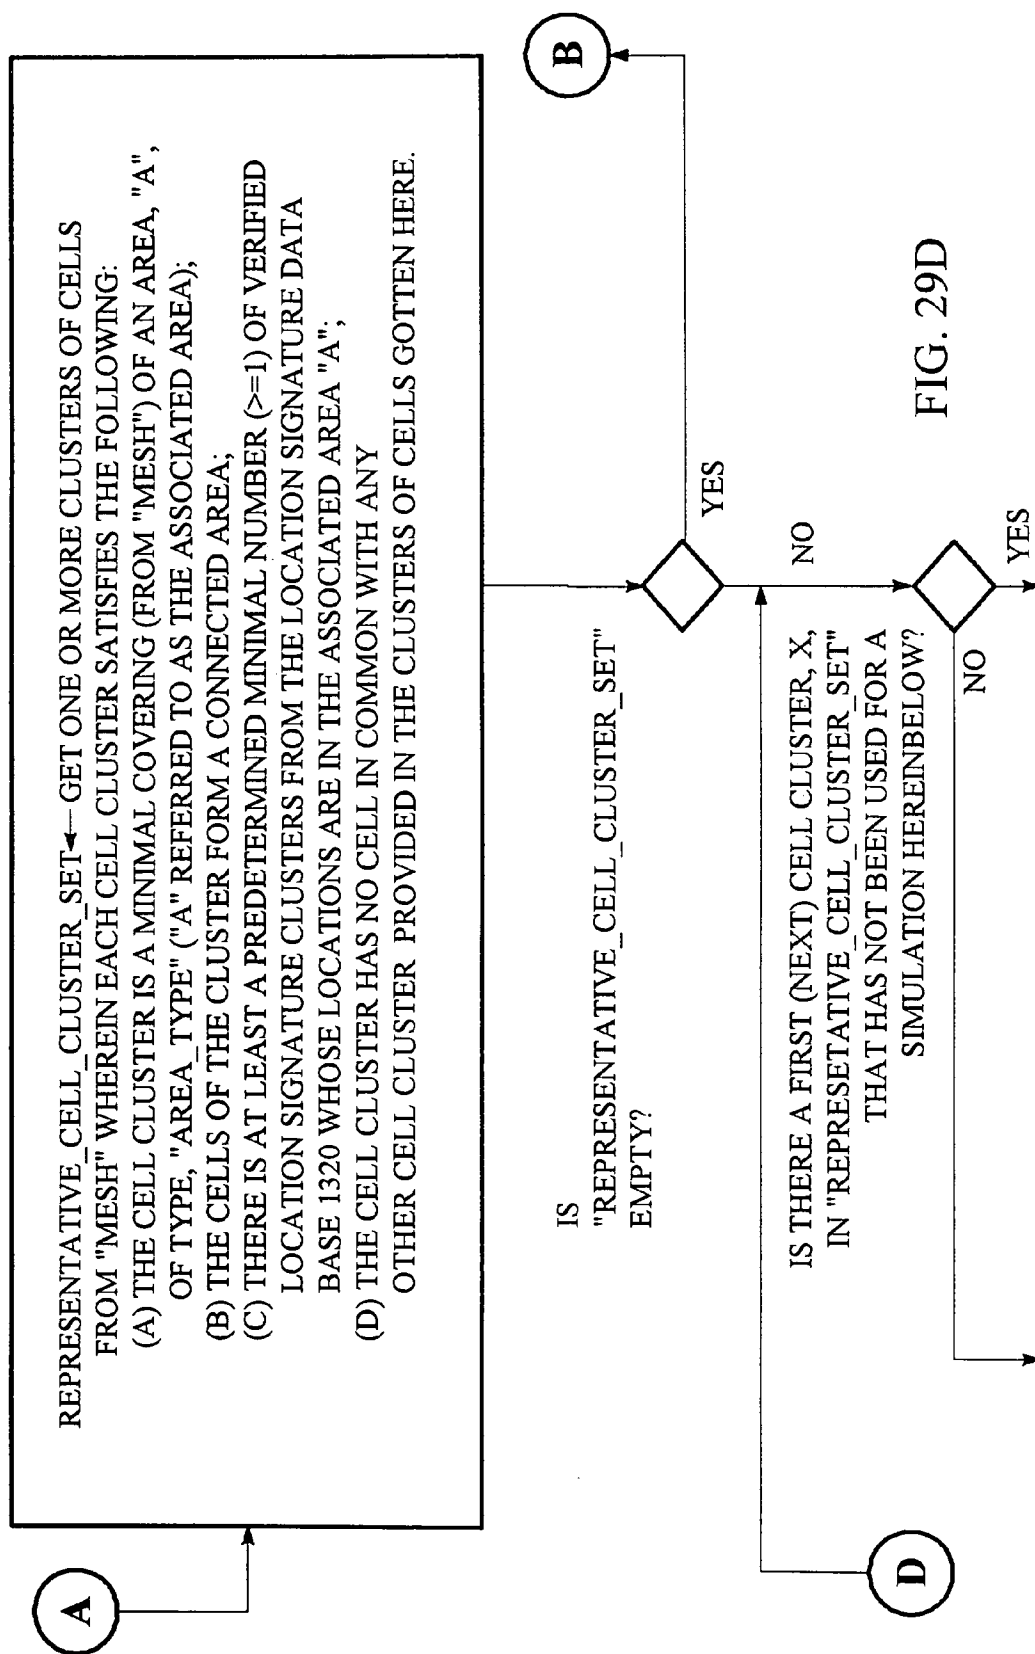 A
REPRESENTATIVE_CELL_CLUSTER_SET ← GET ONE OR MORE CLUSTERS OF CELLS
FROM "MESH" WHEREIN EACH CELL CLUSTER SATISFIES THE FOLLOWING:
(A) THE CELL CLUSTER IS A MINIMAL COVERING (FROM "MESH") OF AN AREA, "A",
OF TYPE, "AREA_TYPE" ("A" REFERRED TO AS THE ASSOCIATED AREA);
(B) THE CELLS OF THE CLUSTER FORM A CONNECTED AREA;
(C) THERE IS AT LEAST A PREDETERMINED MINIMAL NUMBER (>=1) OF VERIFIED
LOCATION SIGNATURE CLUSTERS FROM THE LOCATION SIGNATURE DATA
BASE 1320 WHOSE LOCATIONS ARE IN THE ASSOCIATED AREA "A";
(D) THE CELL CLUSTER HAS NO CELL IN COMMON WITH ANY
OTHER CELL CLUSTER PROVIDED IN THE CLUSTERS OF CELLS GOTTEN HERE.
B
IS
"REPRESENTATIVE_CELL_CLUSTER_SET"
EMPTY?
YES
NO
D
IS THERE A FIRST (NEXT) CELL CLUSTER, X,
IN "REPRESETATIVE_CELL_CLUSTER_SET"
THAT HAS NOT BEEN USED FOR A
SIMULATION HEREINBELOW?
NO
YES
FIG. 29D